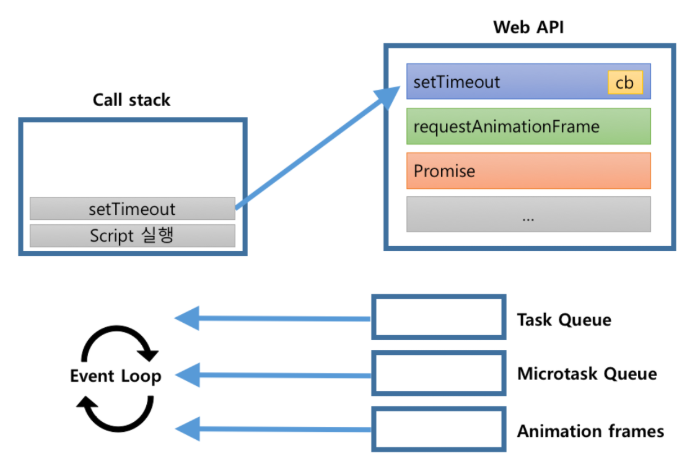 Web API
setTimeout
cb
requestAnimationFrame
Promise
...
Call stack
setTimeout
Script 실행
Event Loop
Task Queue
Microtask Queue
Animation frames